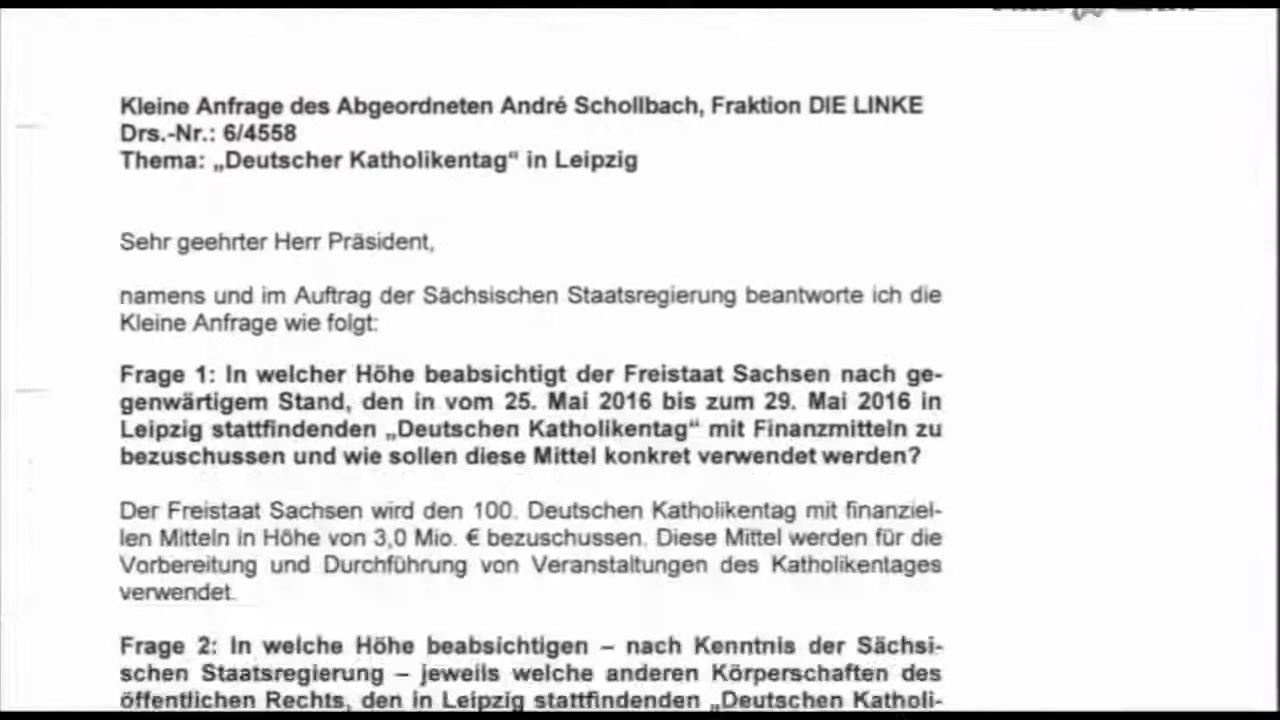 Kleine Anfrage des Abgeordneten André Schollbach, Fraktion DIE LINKE
Drs.-Nr.: 6/4558
Thema: „Deutscher Katholikentag“ in Leipzig
Sehr geehrter Herr Präsident,
namens und im Auftrag der Sächsischen Staatsregierung beantworte ich die
Kleine Anfrage wie folgt:
Frage 1: In welcher Höhe beabsichtigt der Freistaat Sachsen nach ge-
genwärtigem Stand, den in vom 25. Mai 2016 bis zum 29. Mai 2016 in
Leipzig stattfindenden „Deutschen Katholikentag“ mit Finanzmitteln zu
bezuschussen und wie sollen diese Mittel konkret verwendet werden?
Der Freistaat Sachsen wird den 100. Deutschen Katholikentag mit finanziel-
len Mitteln in Höhe von 3,0 Mio. € bezuschussen. Diese Mittel werden für die
Vorbereitung und Durchführung von Veranstaltungen des Katholikentages
verwendet.
Frage 2: In welche Höhe beabsichtigen – nach Kenntnis der Sächsi-
schen Staatsregierung – jeweils welche anderen Körperschaften des
öffentlichen Rechts, den in Leipzig stattfindenden „Deutschen Katholi-